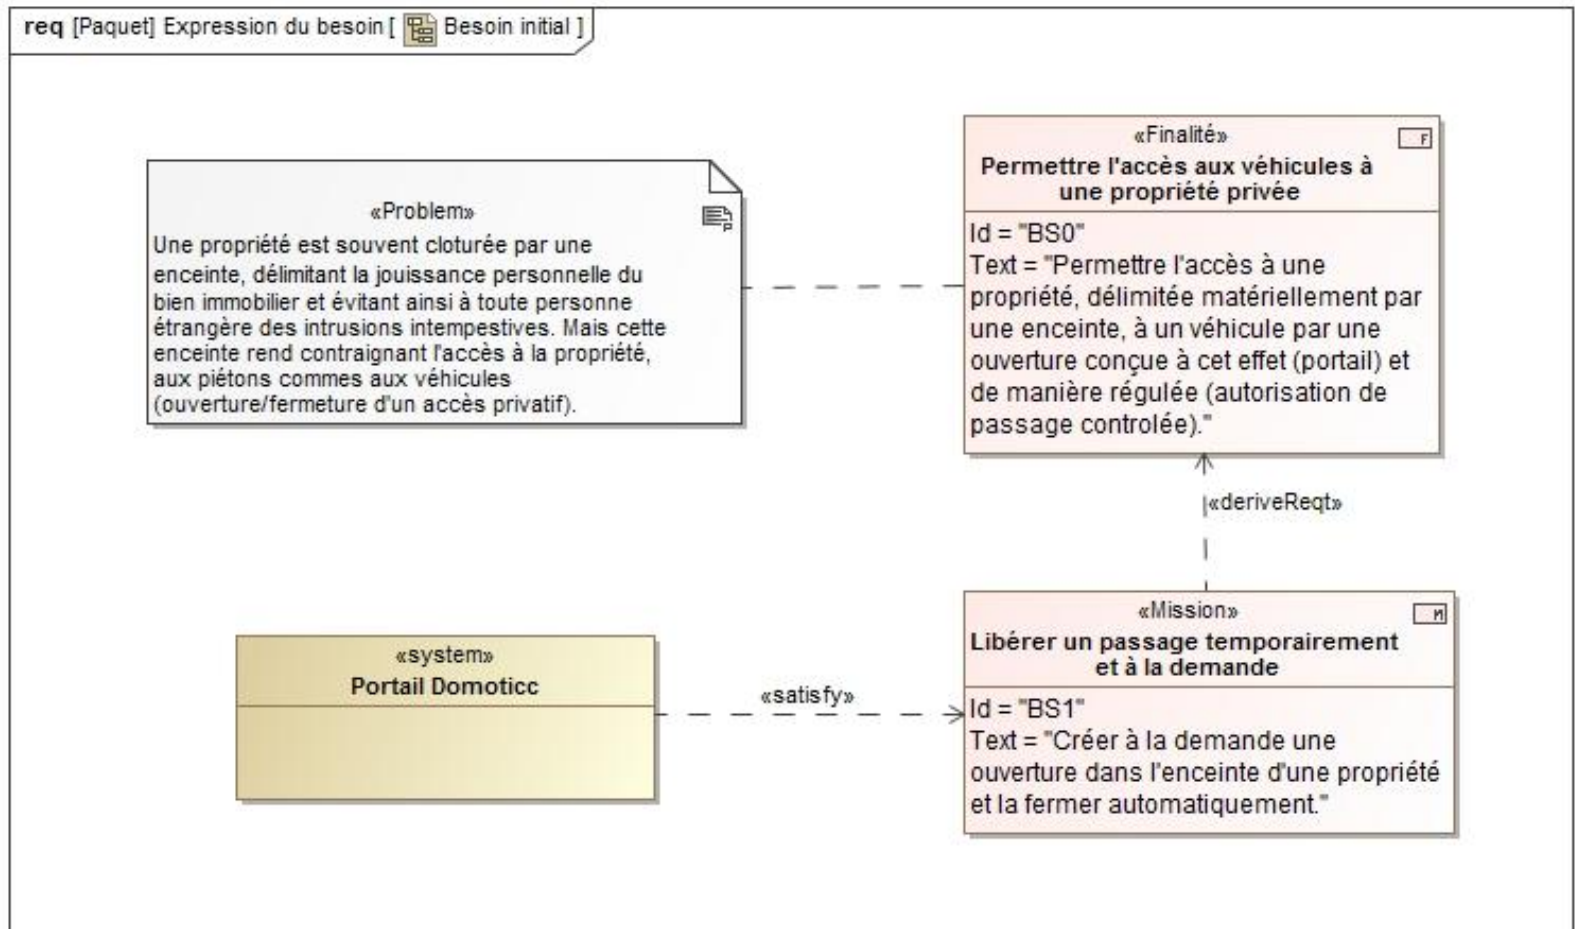 req [Paquet] Expression du besoin [ Besoin initial ]
«Problem»
Une propriété est souvent cloturée par une
enceinte, délimitant la jouissance personnelle du
bien immobilier et évitant ainsi à toute personne
étrangère des intrusions intempestives. Mais cette
enceinte rend contraignant l'accès à la propriété,
aux piétons comme aux véhicules
(ouverture/fermeture d'un accès privatif).
P
«Finalité»
F
Permettre l'accès aux véhicules à
une propriété privée
Id = "BS0"
Text = "Permettre l'accès à une
propriété, délimitée matériellement par
une enceinte, à un véhicule par une
ouverture conçue à cet effet (portail) et
de manière régulée (autorisation de
passage controlée)."
«deriveReqt»
«system»
Portail Domoticc
«satisfy»
«Mission»
M
Libérer un passage temporairement
et à la demande
Id = "BS1"
Text = "Créer à la demande une
ouverture dans l'enceinte d'une propriété
et la fermer automatiquement."